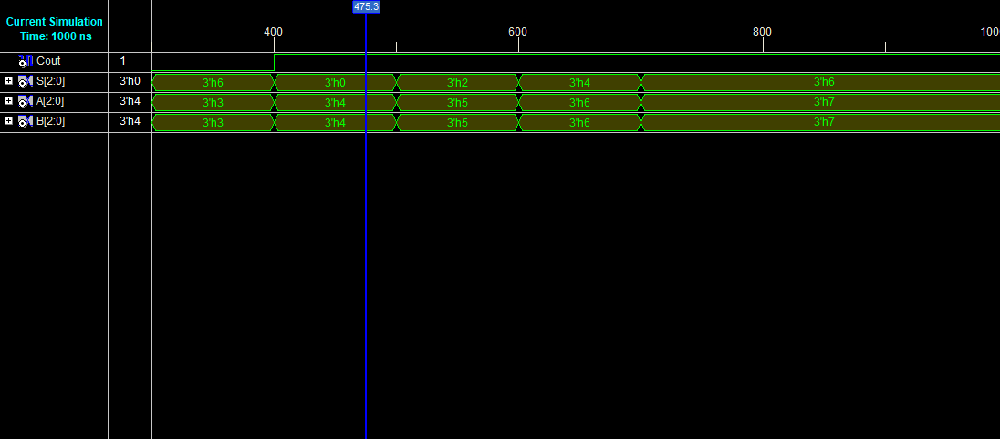 475.3
Current Simulation
Time: 1000 ns
400 600 800 1000
Cout 1
S[2:0] 3'h0 3'h6 3'h0 3'h2 3'h4 3'h6
A[2:0] 3'h4 3'h3 3'h4 3'h5 3'h6 3'h7
B[2:0] 3'h4 3'h3 3'h4 3'h5 3'h6 3'h7